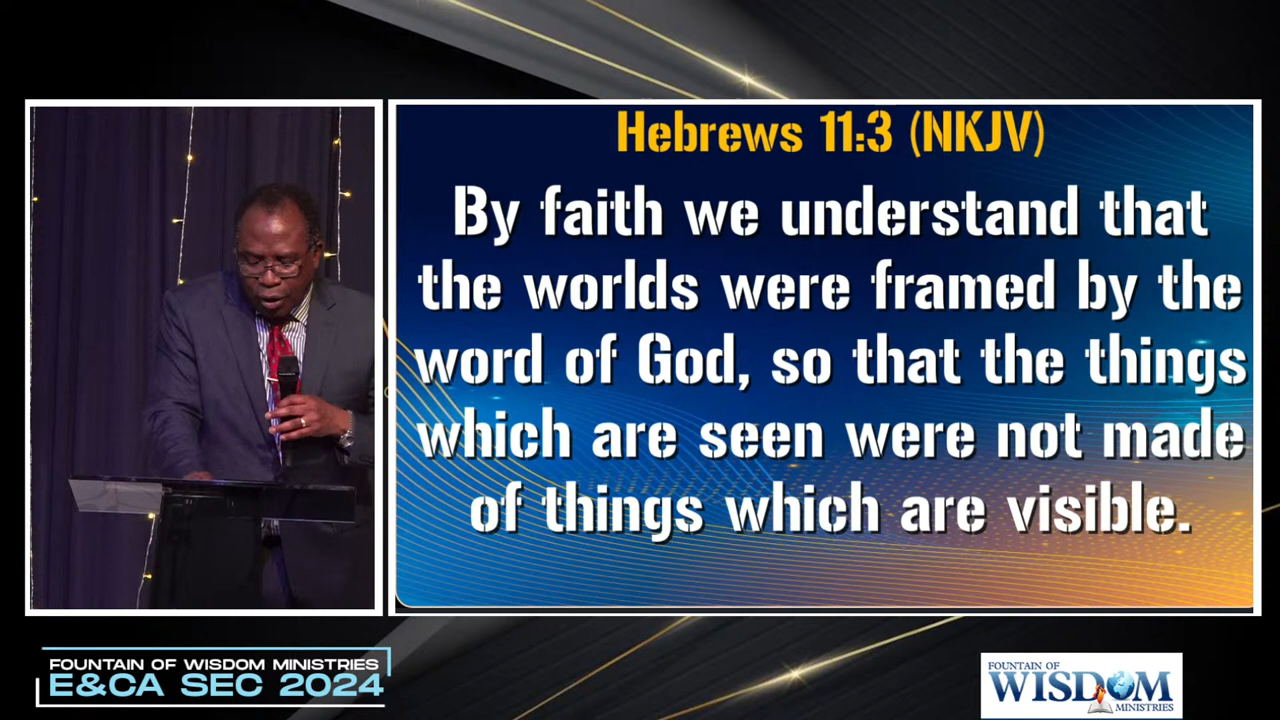 Hebrews 11:3 (NKJV)
By faith we understand that
the worlds were framed by the
word of God, so that the things
which are seen were not made
of things which are visible.
FOUNTAIN OF WISDOM MINISTRIES
E&CA SEC 2024
FOUNTAIN OF
WISDOM
MINISTRIES